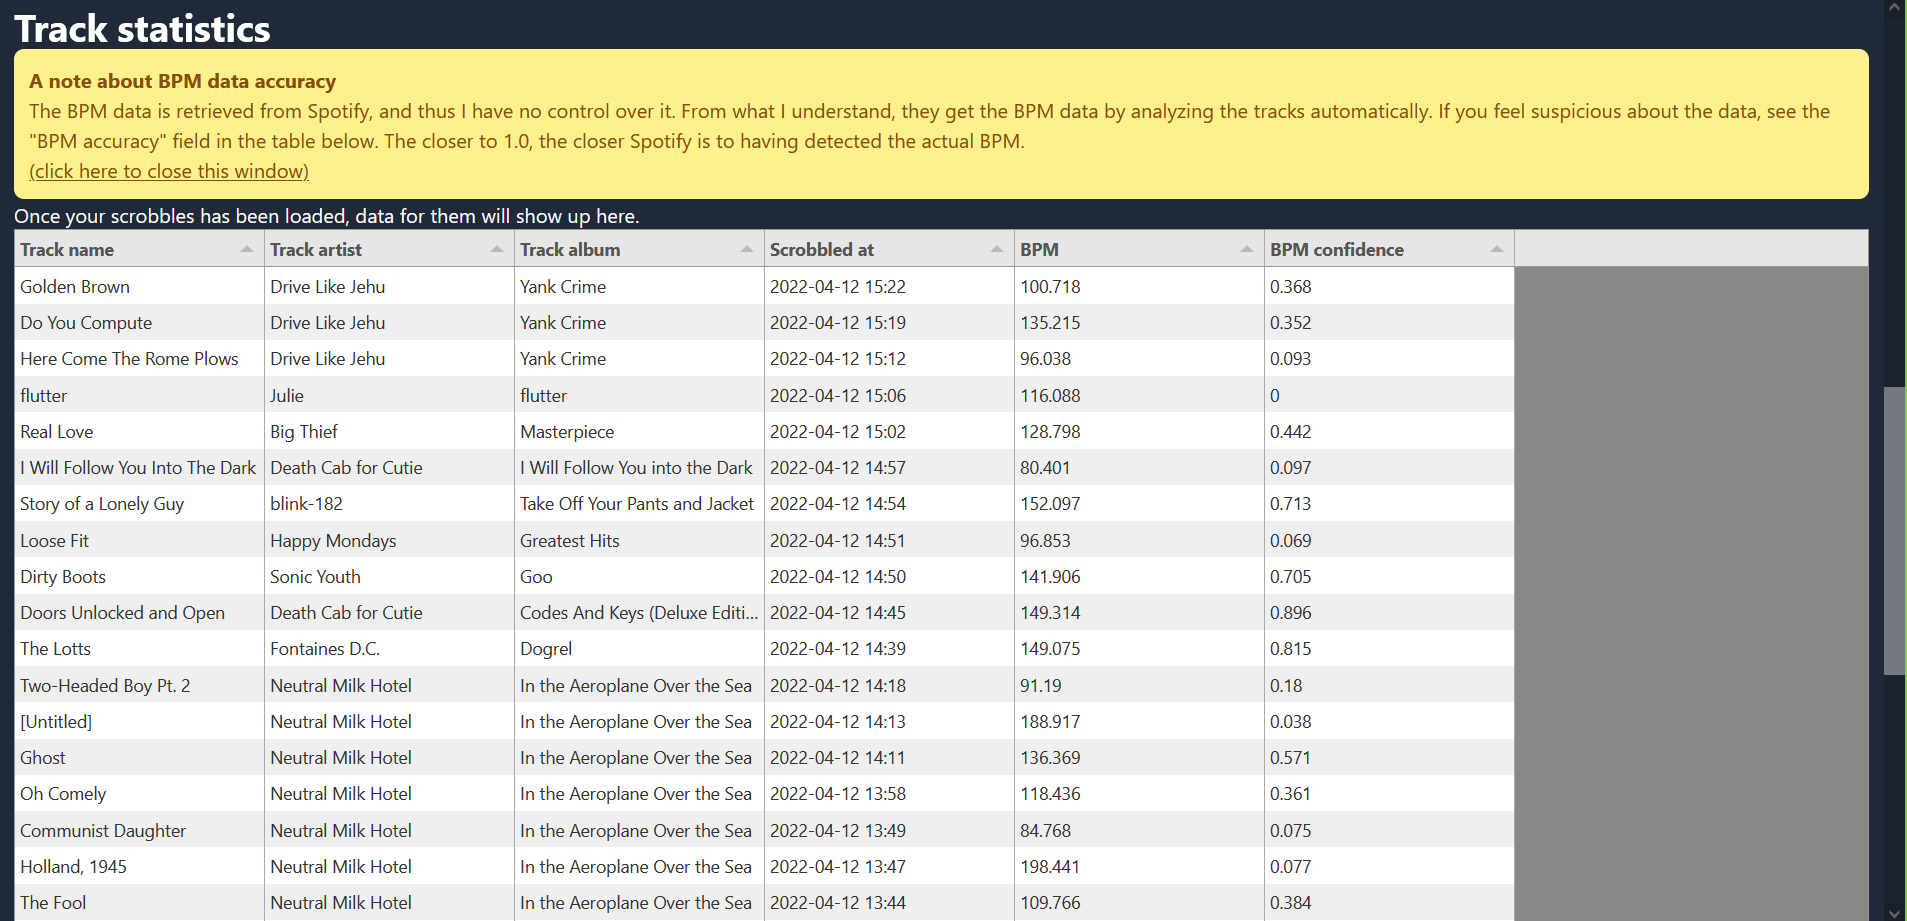 Track statistics
A note about BPM data accuracy
The BPM data is retrieved from Spotify, and thus I have no control over it. From what I understand, they get the BPM data by analyzing the tracks automatically. If you feel suspicious about the data, see the
"BPM accuracy" field in the table below. The closer to 1.0, the closer Spotify is to having detected the actual BPM.
(click here to close this window)
Once your scrobbles has been loaded, data for them will show up here.
Track name Track artist Track album Scrobbled at BPM BPM confidence
Golden Brown Drive Like Jehu Yank Crime 2022-04-12 15:22 100.718 0.368
Do You Compute Drive Like Jehu Yank Crime 2022-04-12 15:19 135.215 0.352
Here Come The Rome Plows Drive Like Jehu Yank Crime 2022-04-12 15:12 96.038 0.093
flutter Julie flutter 2022-04-12 15:06 116.088 0
Real Love Big Thief Masterpiece 2022-04-12 15:02 128.798 0.442
I Will Follow You Into The Dark Death Cab for Cutie I Will Follow You into the Dark 2022-04-12 14:57 80.401 0.097
Story of a Lonely Guy blink-182 Take Off Your Pants and Jacket 2022-04-12 14:54 152.097 0.713
Loose Fit Happy Mondays Greatest Hits 2022-04-12 14:51 96.853 0.069
Dirty Boots Sonic Youth Goo 2022-04-12 14:50 141.906 0.705
Doors Unlocked and Open Death Cab for Cutie Codes And Keys (Deluxe Editi... 2022-04-12 14:45 149.314 0.896
The Lotts Fontaines D.C. Dogrel 2022-04-12 14:39 149.075 0.815
Two-Headed Boy Pt. 2 Neutral Milk Hotel In the Aeroplane Over the Sea 2022-04-12 14:18 91.19 0.18
[Untitled] Neutral Milk Hotel In the Aeroplane Over the Sea 2022-04-12 14:13 188.917 0.038
Ghost Neutral Milk Hotel In the Aeroplane Over the Sea 2022-04-12 14:11 136.369 0.571
Oh Comely Neutral Milk Hotel In the Aeroplane Over the Sea 2022-04-12 13:58 118.436 0.361
Communist Daughter Neutral Milk Hotel In the Aeroplane Over the Sea 2022-04-12 13:49 84.768 0.075
Holland, 1945 Neutral Milk Hotel In the Aeroplane Over the Sea 2022-04-12 13:47 198.441 0.077
The Fool Neutral Milk Hotel In the Aeroplane Over the Sea 2022-04-12 13:44 109.766 0.384